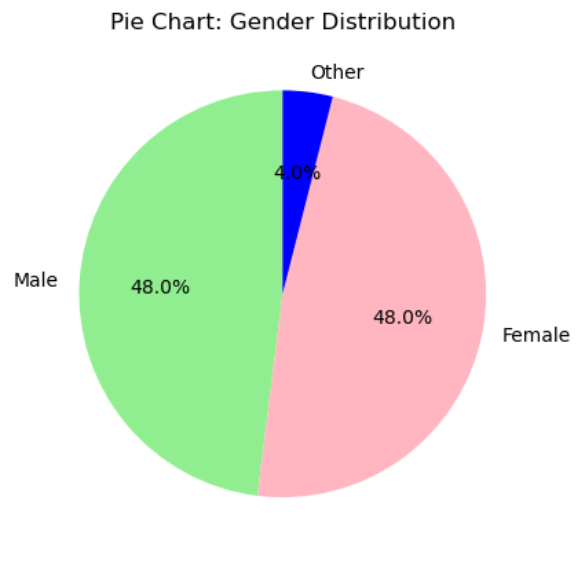 Pie Chart: Gender Distribution
Other
4.0%
Male
48.0%
48.0%
Female